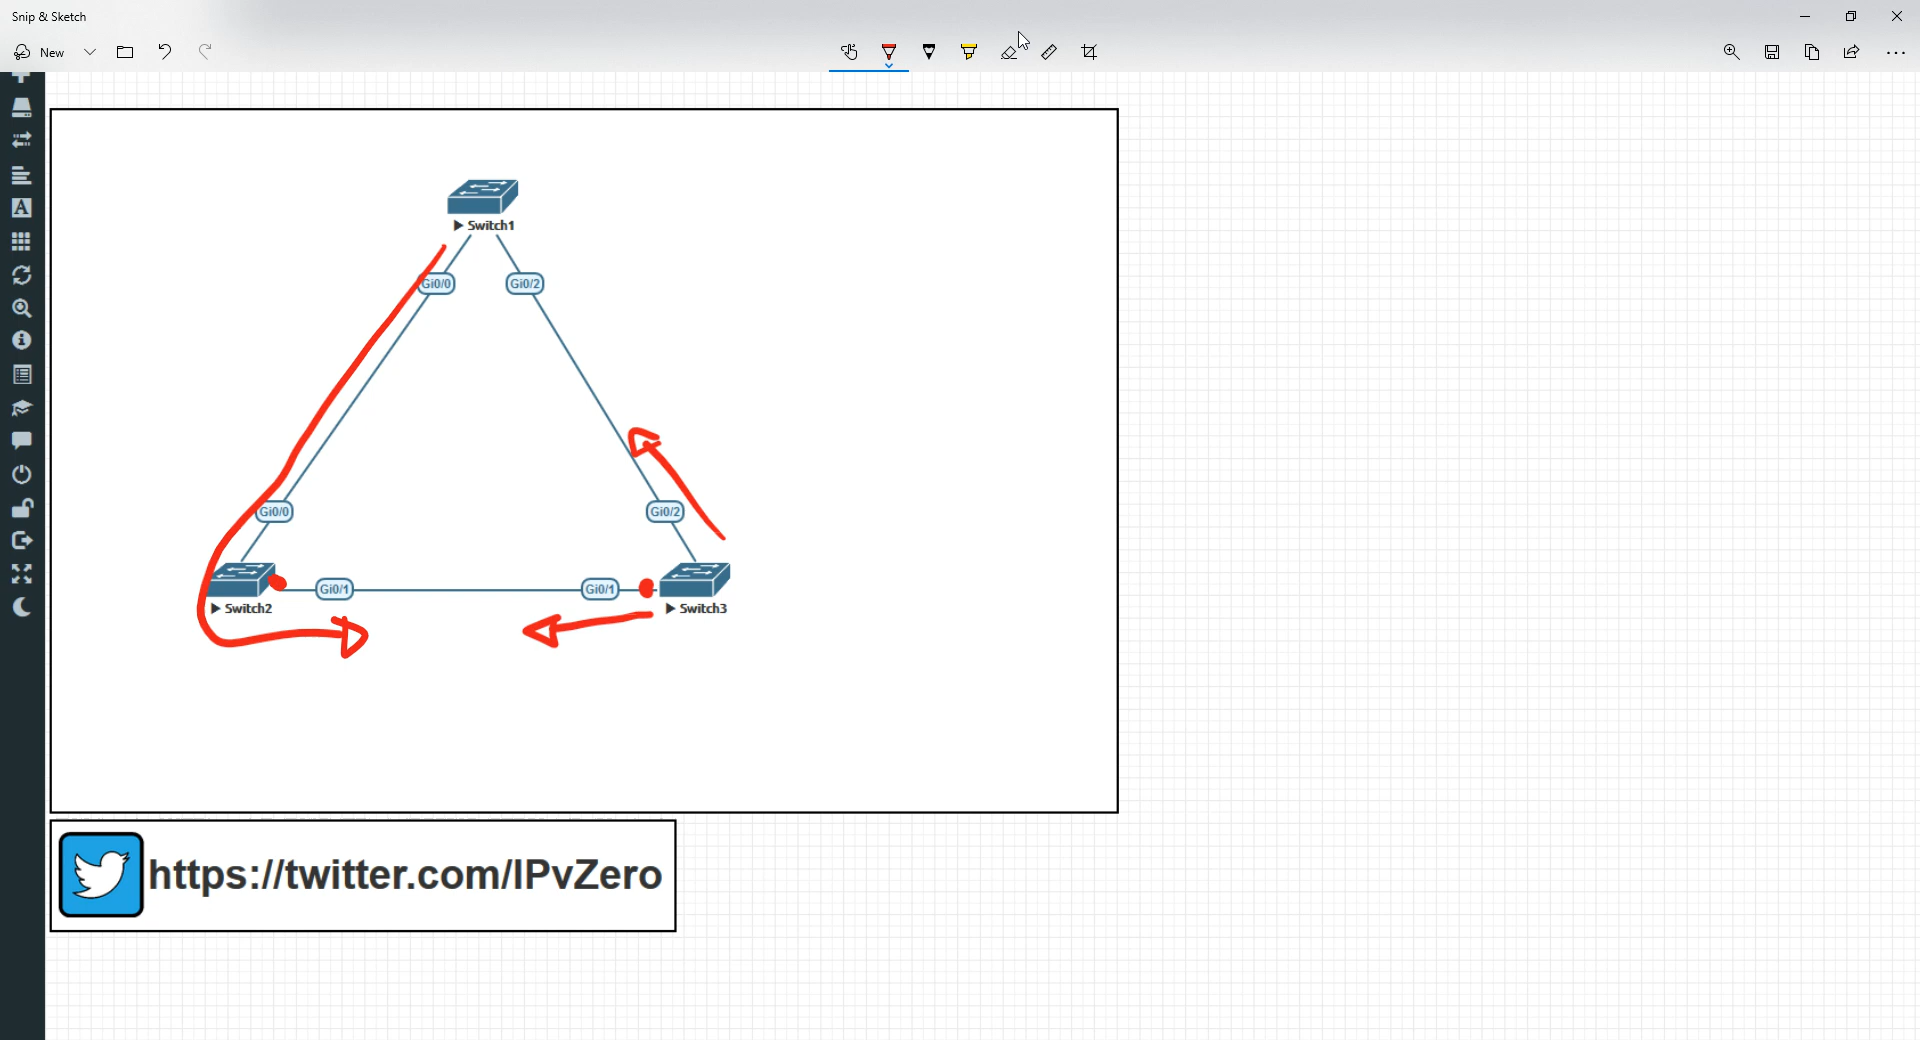 Snip & Sketch
New
Switch1
Gi0/0
Gi0/2
Gi0/0
Gi0/2
Gi0/1
Gi0/1
Switch2
Switch3
https://twitter.com/IPvZero